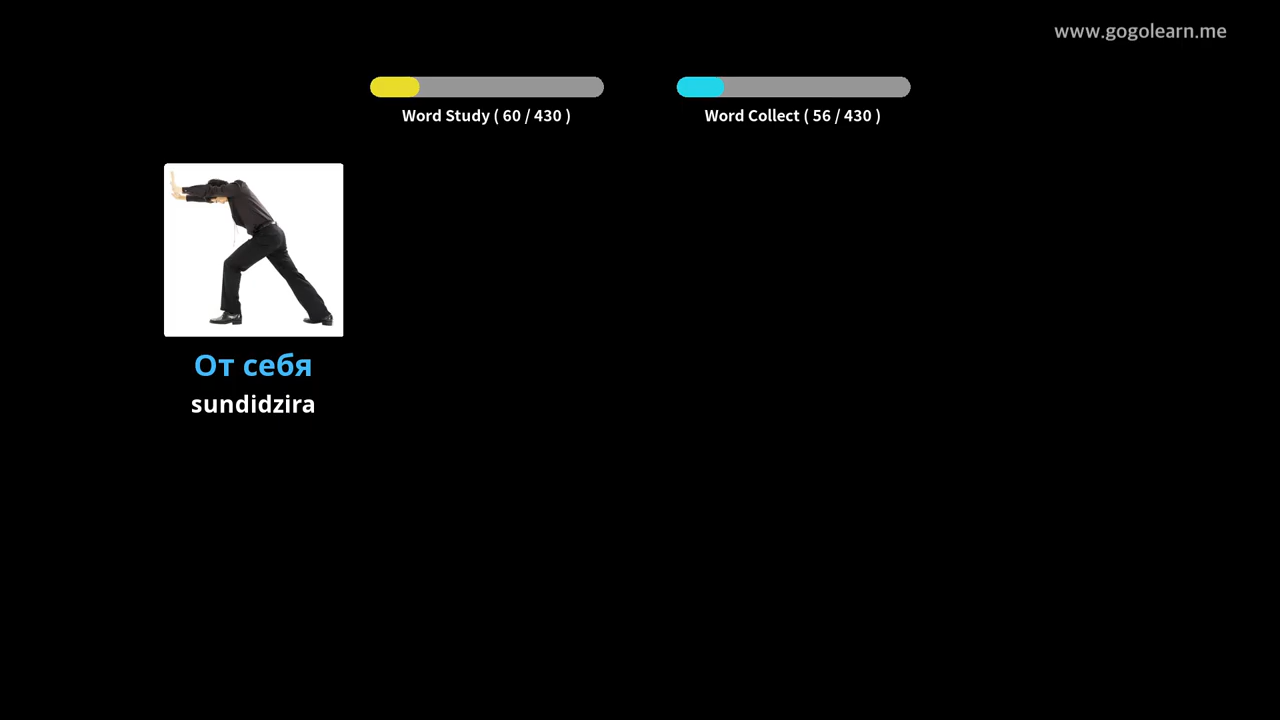 www.gogolearn.me
Word Study ( 60 / 430 )
Word Collect ( 56 / 430 )
От себя
sundidzira